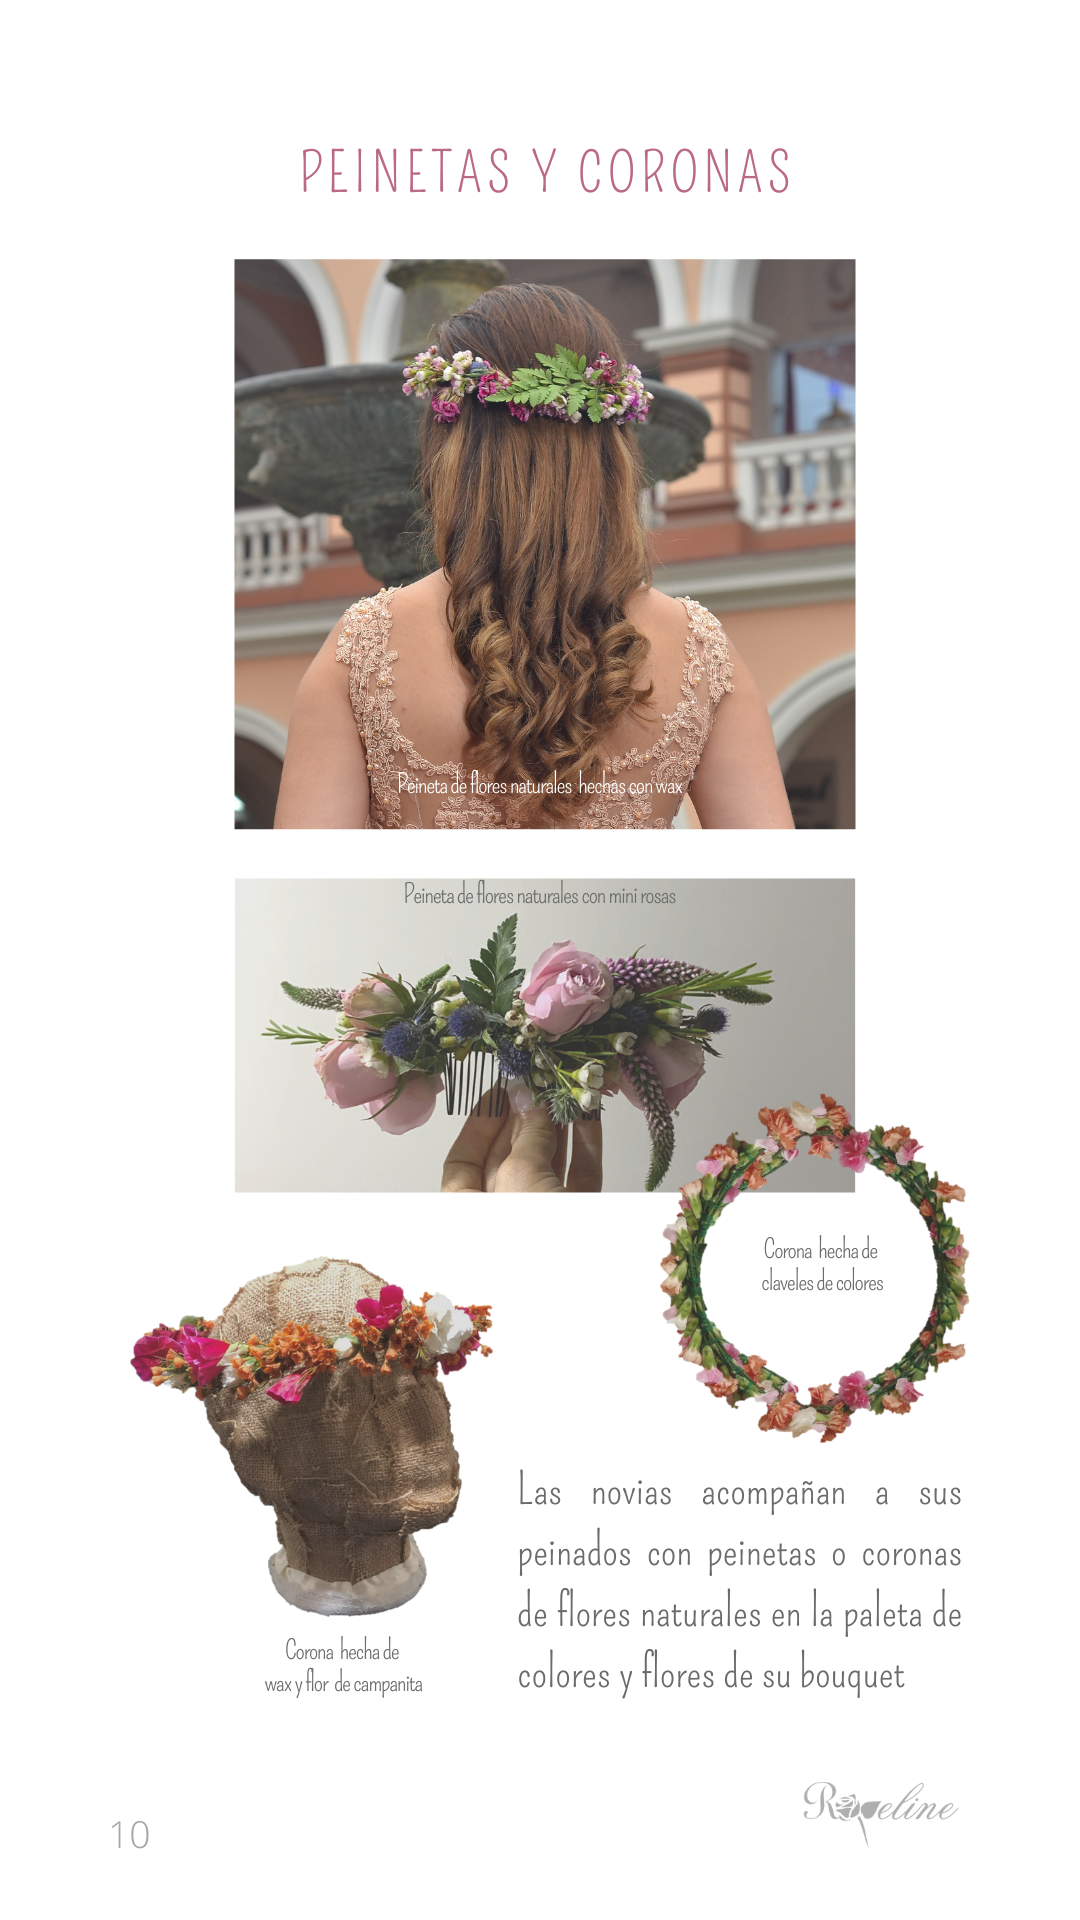 PEINETAS Y CORONAS
Peineta de flores naturales hechas con wax
Peineta de flores naturales con mini rosas
Corona hecha de
claveles de colores
Las novias acompañan a sus
peinados con peinetas o coronas
de flores naturales en la paleta de
colores y flores de su bouquet
Corona hecha de
wax y flor de campanita
Roseline
10